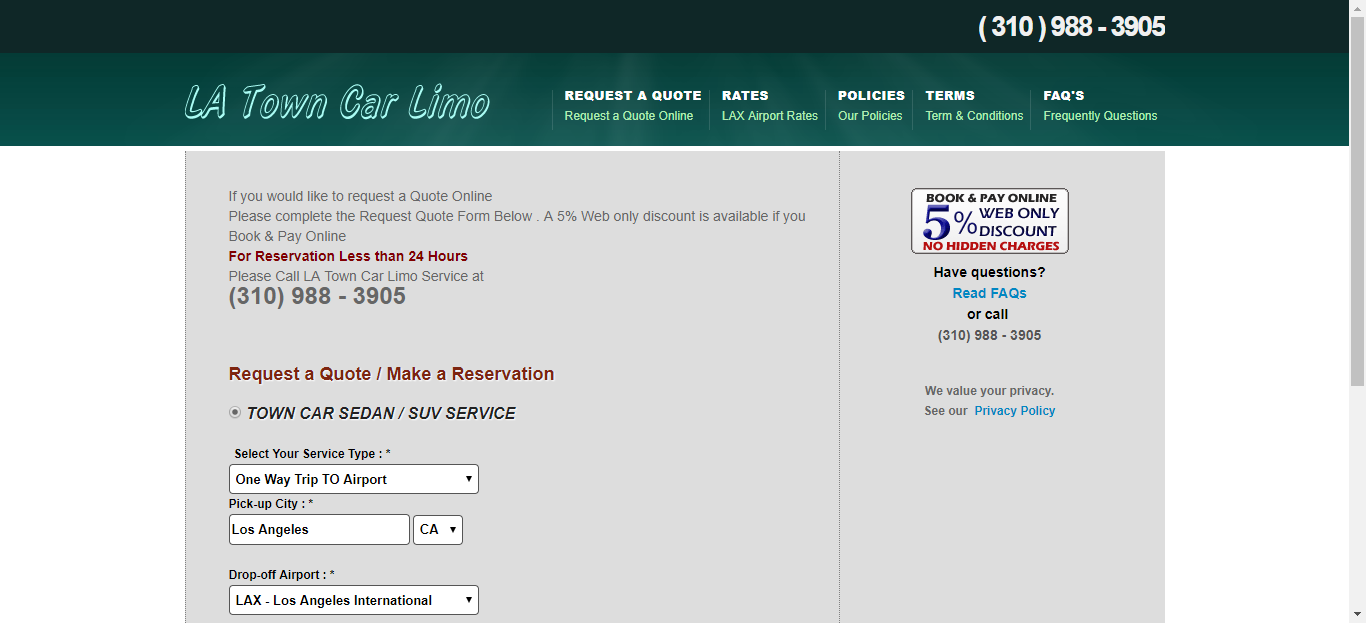 ( 310 ) 988 - 3905
LA Town Car Limo
REQUEST A QUOTE
Request a Quote Online
RATES
LAX Airport Rates
POLICIES
Our Policies
TERMS
Term & Conditions
FAQ'S
Frequently Questions
If you would like to request a Quote Online
Please complete the Request Quote Form Below . A 5% Web only discount is available if you
Book & Pay Online
For Reservation Less than 24 Hours
Please Call LA Town Car Limo Service at
(310) 988 - 3905
Request a Quote / Make a Reservation
TOWN CAR SEDAN / SUV SERVICE
Select Your Service Type : *
One Way Trip TO Airport
Pick-up City : *
Los Angeles
CA
Drop-off Airport : *
LAX - Los Angeles International
BOOK & PAY ONLINE
5% WEB ONLY
DISCOUNT
NO HIDDEN CHARGES
Have questions?
Read FAQs
or call
(310) 988 - 3905
We value your privacy.
See our Privacy Policy